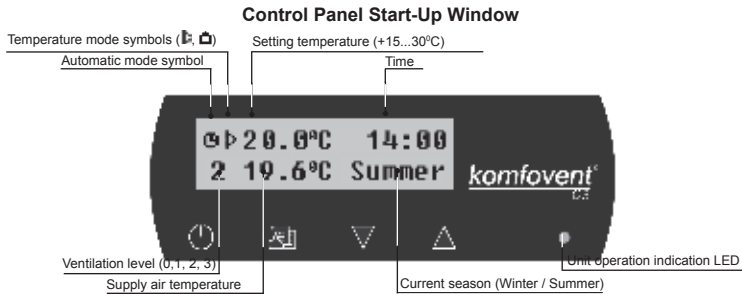 Control Panel Start-Up Window
Temperature mode symbols ( , )
Setting temperature (+15...30⁰C)
Automatic mode symbol
Time
20.0⁰C 14:00
2 19.6⁰C Summer
komfovent
C3
Ventilation level (0,1, 2, 3)
Unit operation indication LED
Supply air temperature
Current season (Winter / Summer)